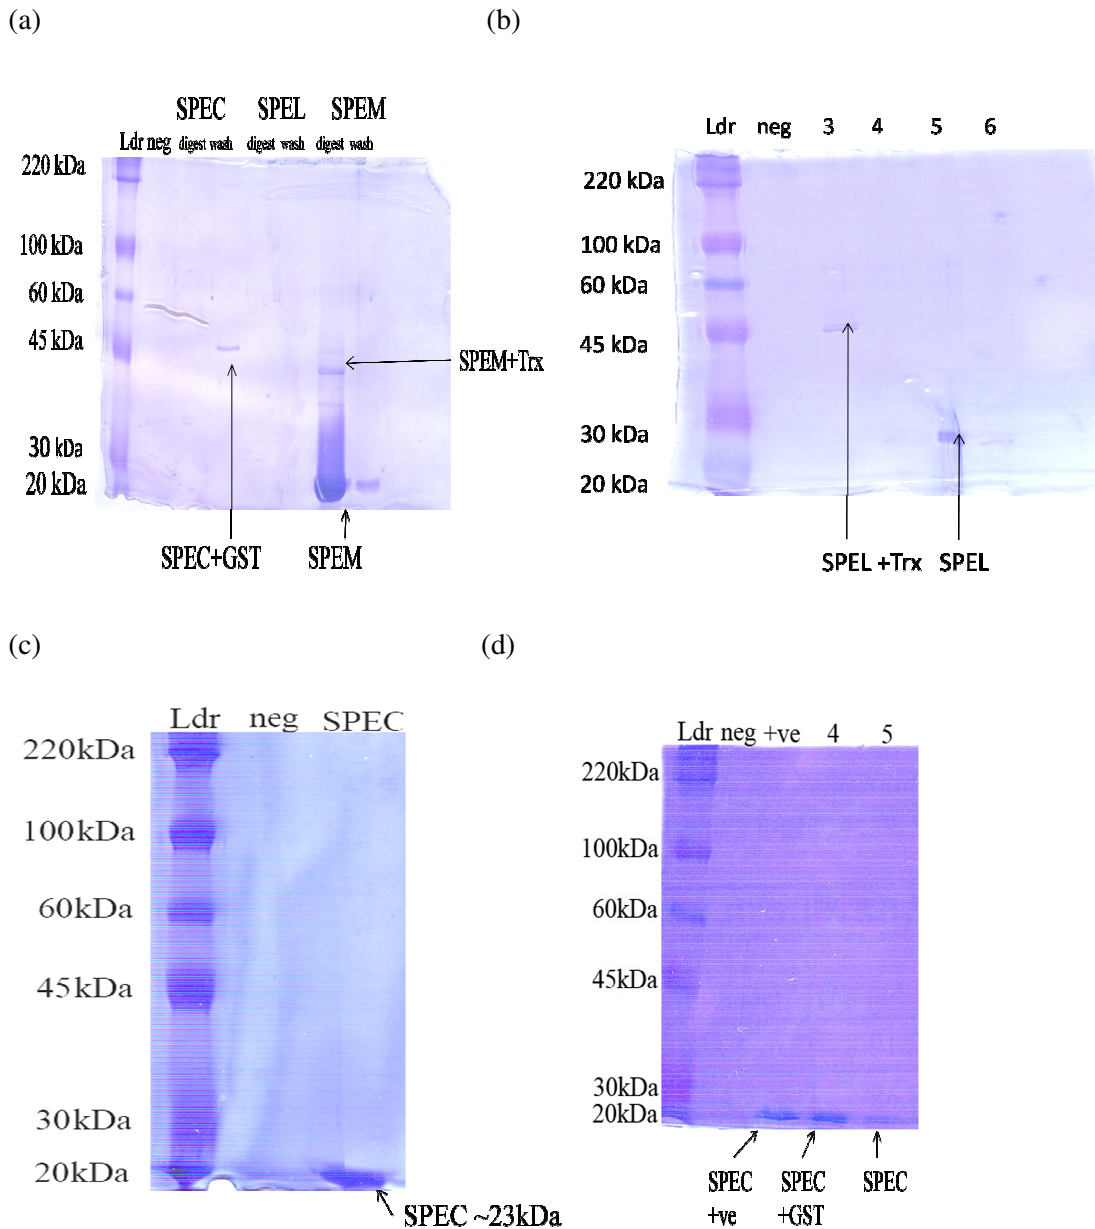 (a)
SPEC SPEL SPEM
Ldr neg digest wash digest wash digest wash
220 kDa
100 kDa
60 kDa
45 kDa
30 kDa
20 kDa
SPEM+Trx
SPEC+GST
SPEM
(b)
Ldr neg 3 4 5 6
220 kDa
100 kDa
60 kDa
45 kDa
30 kDa
20 kDa
SPEL +Trx SPEL
(c)
Ldr neg SPEC
220kDa
100kDa
60kDa
45kDa
30kDa
20kDa
SPEC ~23kDa
(d)
Ldr neg +ve 4 5
220kDa
100kDa
60kDa
45kDa
30kDa
20kDa
SPEC SPEC SPEC
+ve +GST